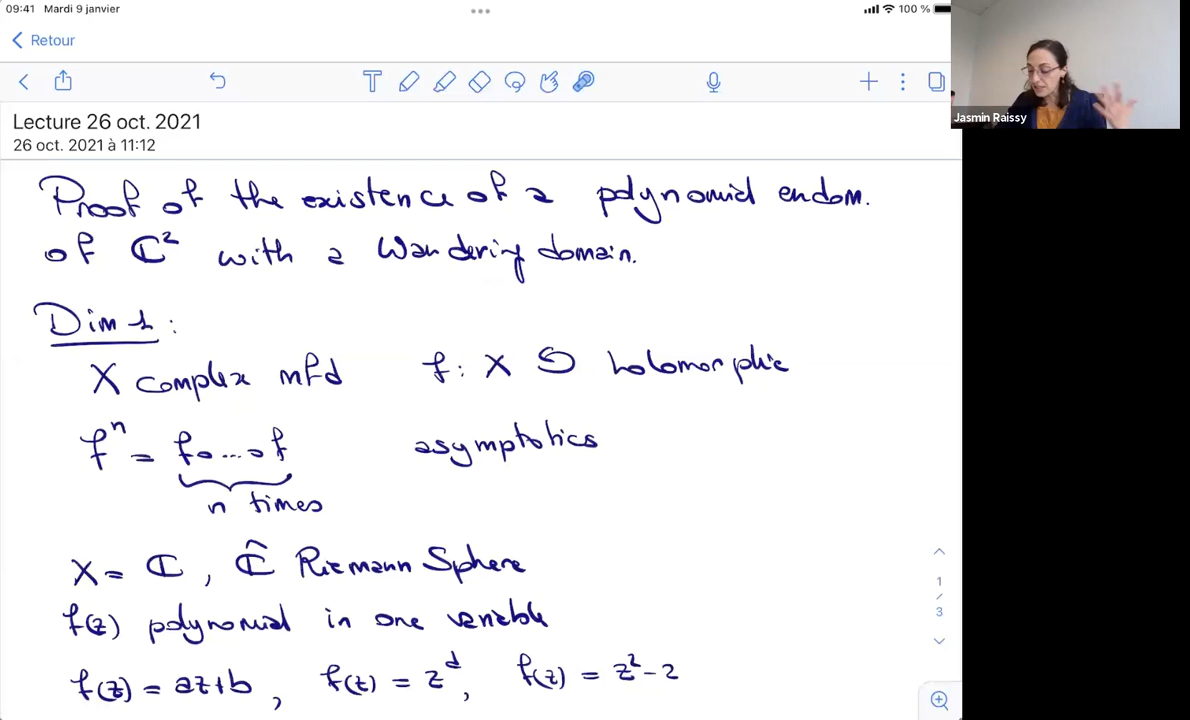 09:41 Mardi 9 janvier
100 %
Retour
Jasmin Raissy
Lecture 26 oct. 2021
26 oct. 2021 à 11:12
Proof of the existence of a polynomial endom.
of ℂ² with a Wandering domain.
Dim 1 :
X complex mfd f: X ↺ holomorphic
fⁿ = f∘...∘f asymptotics
n times
X = ℂ, Ĉ Riemann Sphere
f(z) polynomial in one variable
f(z) = az+b, f(z) = z^d, f(z) = z²-2
1
/
3